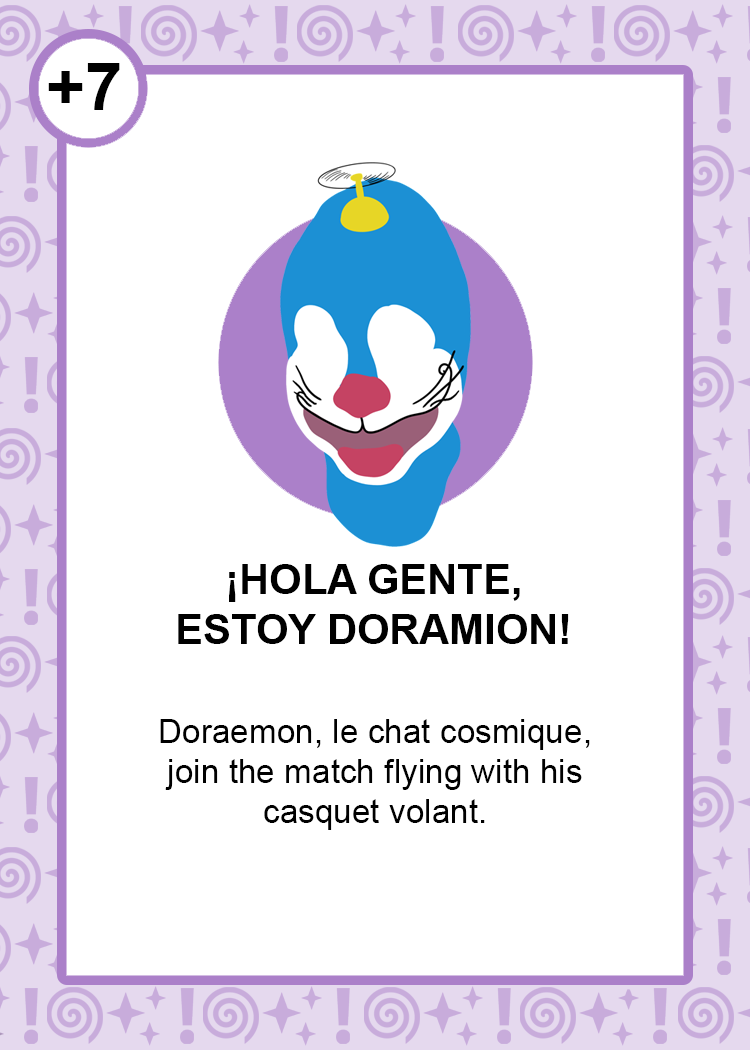 +7
¡HOLA GENTE,
ESTOY DORAMION!
Doraemon, le chat cosmique,
join the match flying with his
casquet volant.